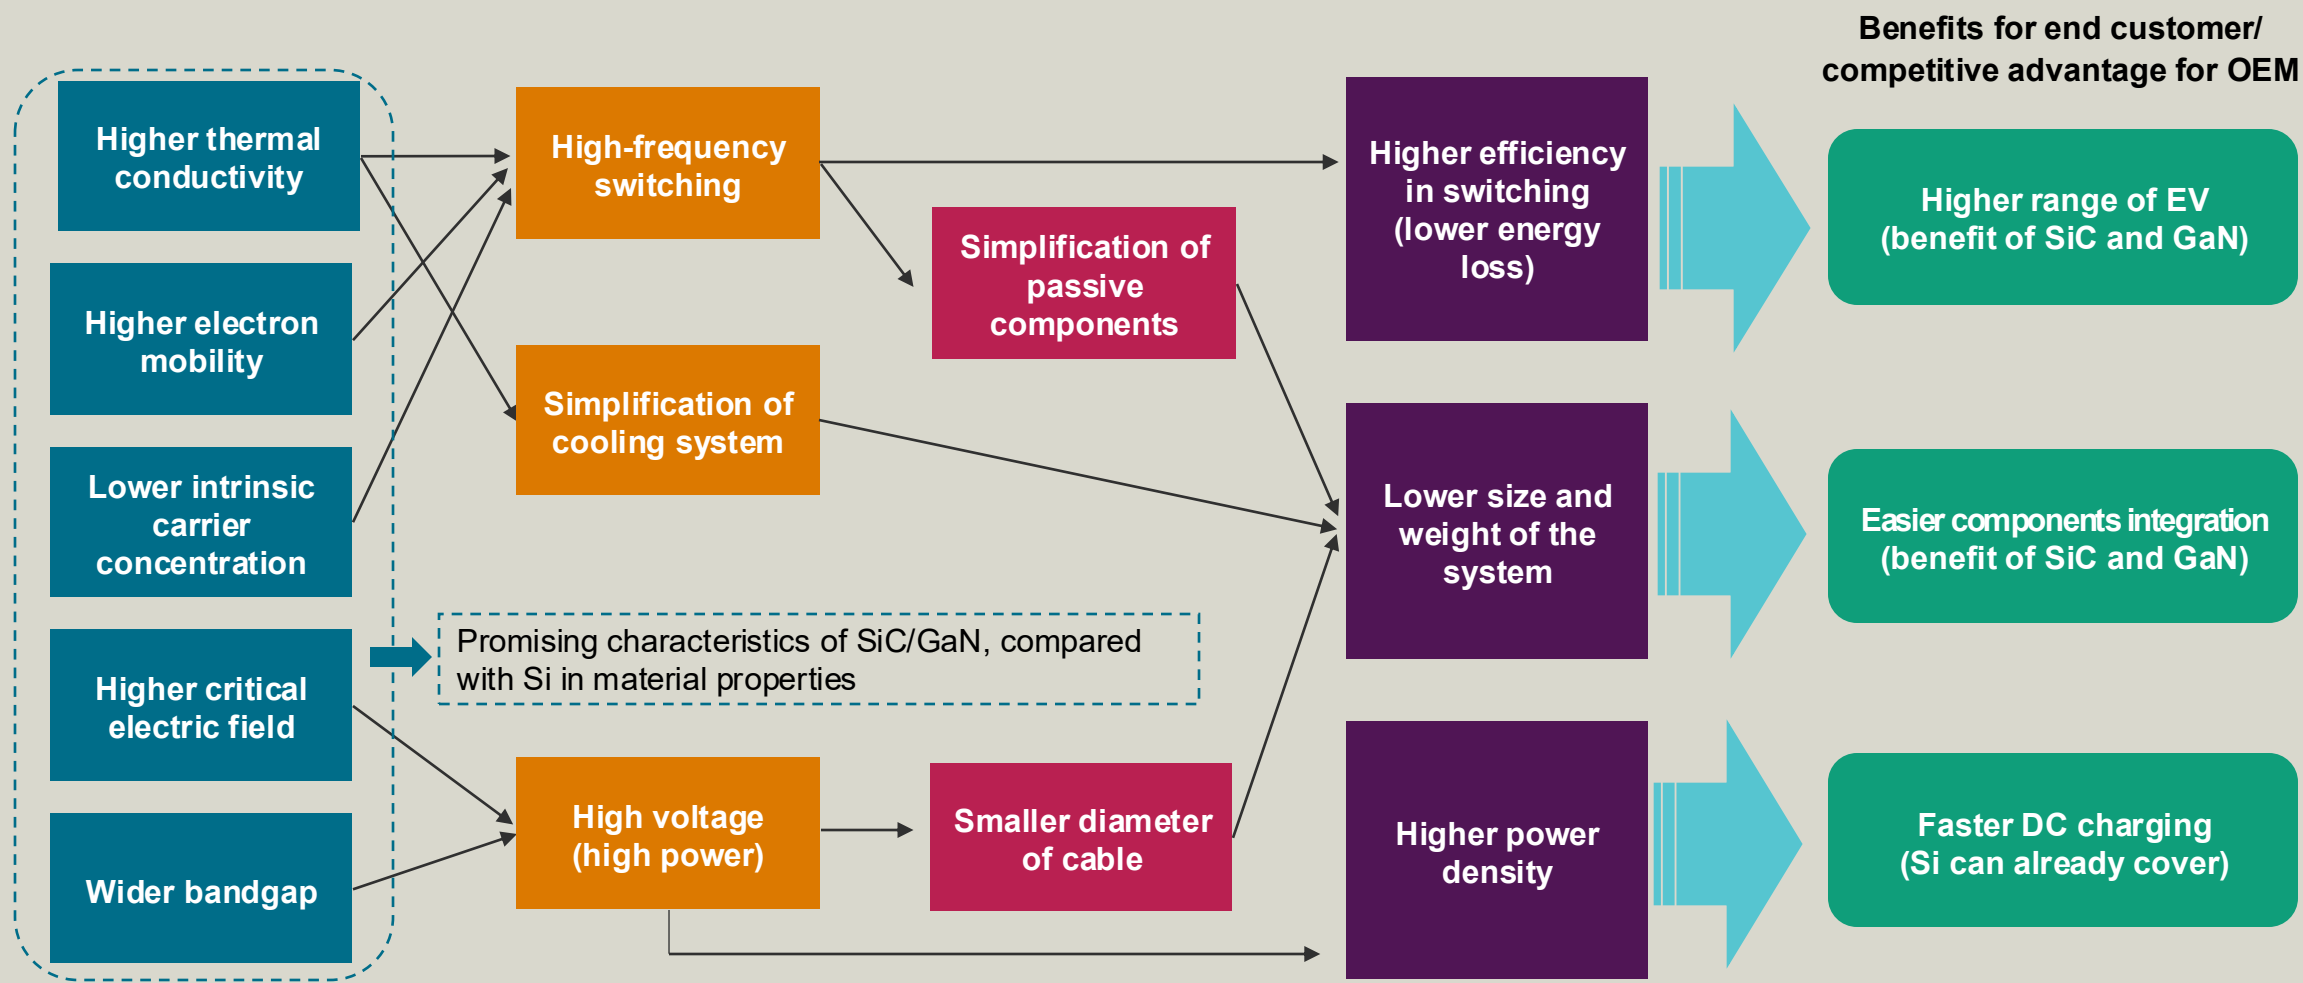 Benefits for end customer/
competitive advantage for OEM
Higher thermal
conductivity
Higher electron
mobility
Lower intrinsic
carrier
concentration
Higher critical
electric field
Wider bandgap
High-frequency
switching
Simplification of
cooling system
Promising characteristics of SiC/GaN, compared
with Si in material properties
High voltage
(high power)
Simplification of
passive
components
Smaller diameter
of cable
Higher efficiency
in switching
(lower energy
loss)
Lower size and
weight of the
system
Higher power
density
Higher range of EV
(benefit of SiC and GaN)
Easier components integration
(benefit of SiC and GaN)
Faster DC charging
(Si can already cover)